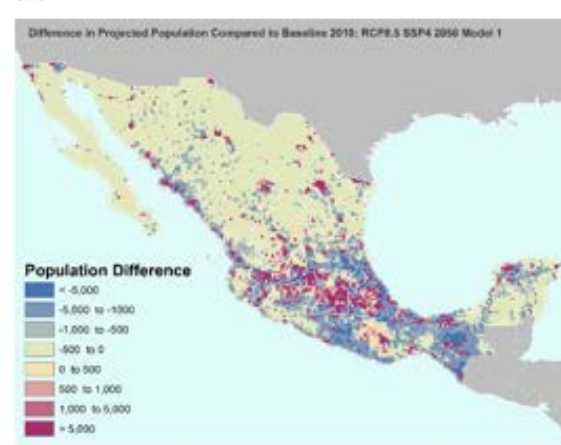 Difference in Projected Population Compared to Baseline 2010: RCP8.5 SSP4 2050 Model 1
Population Difference
< -5,000
-5,000 to -1000
-1,000 to -500
-500 to 0
0 to 500
500 to 1,000
1,000 to 5,000
> 5,000